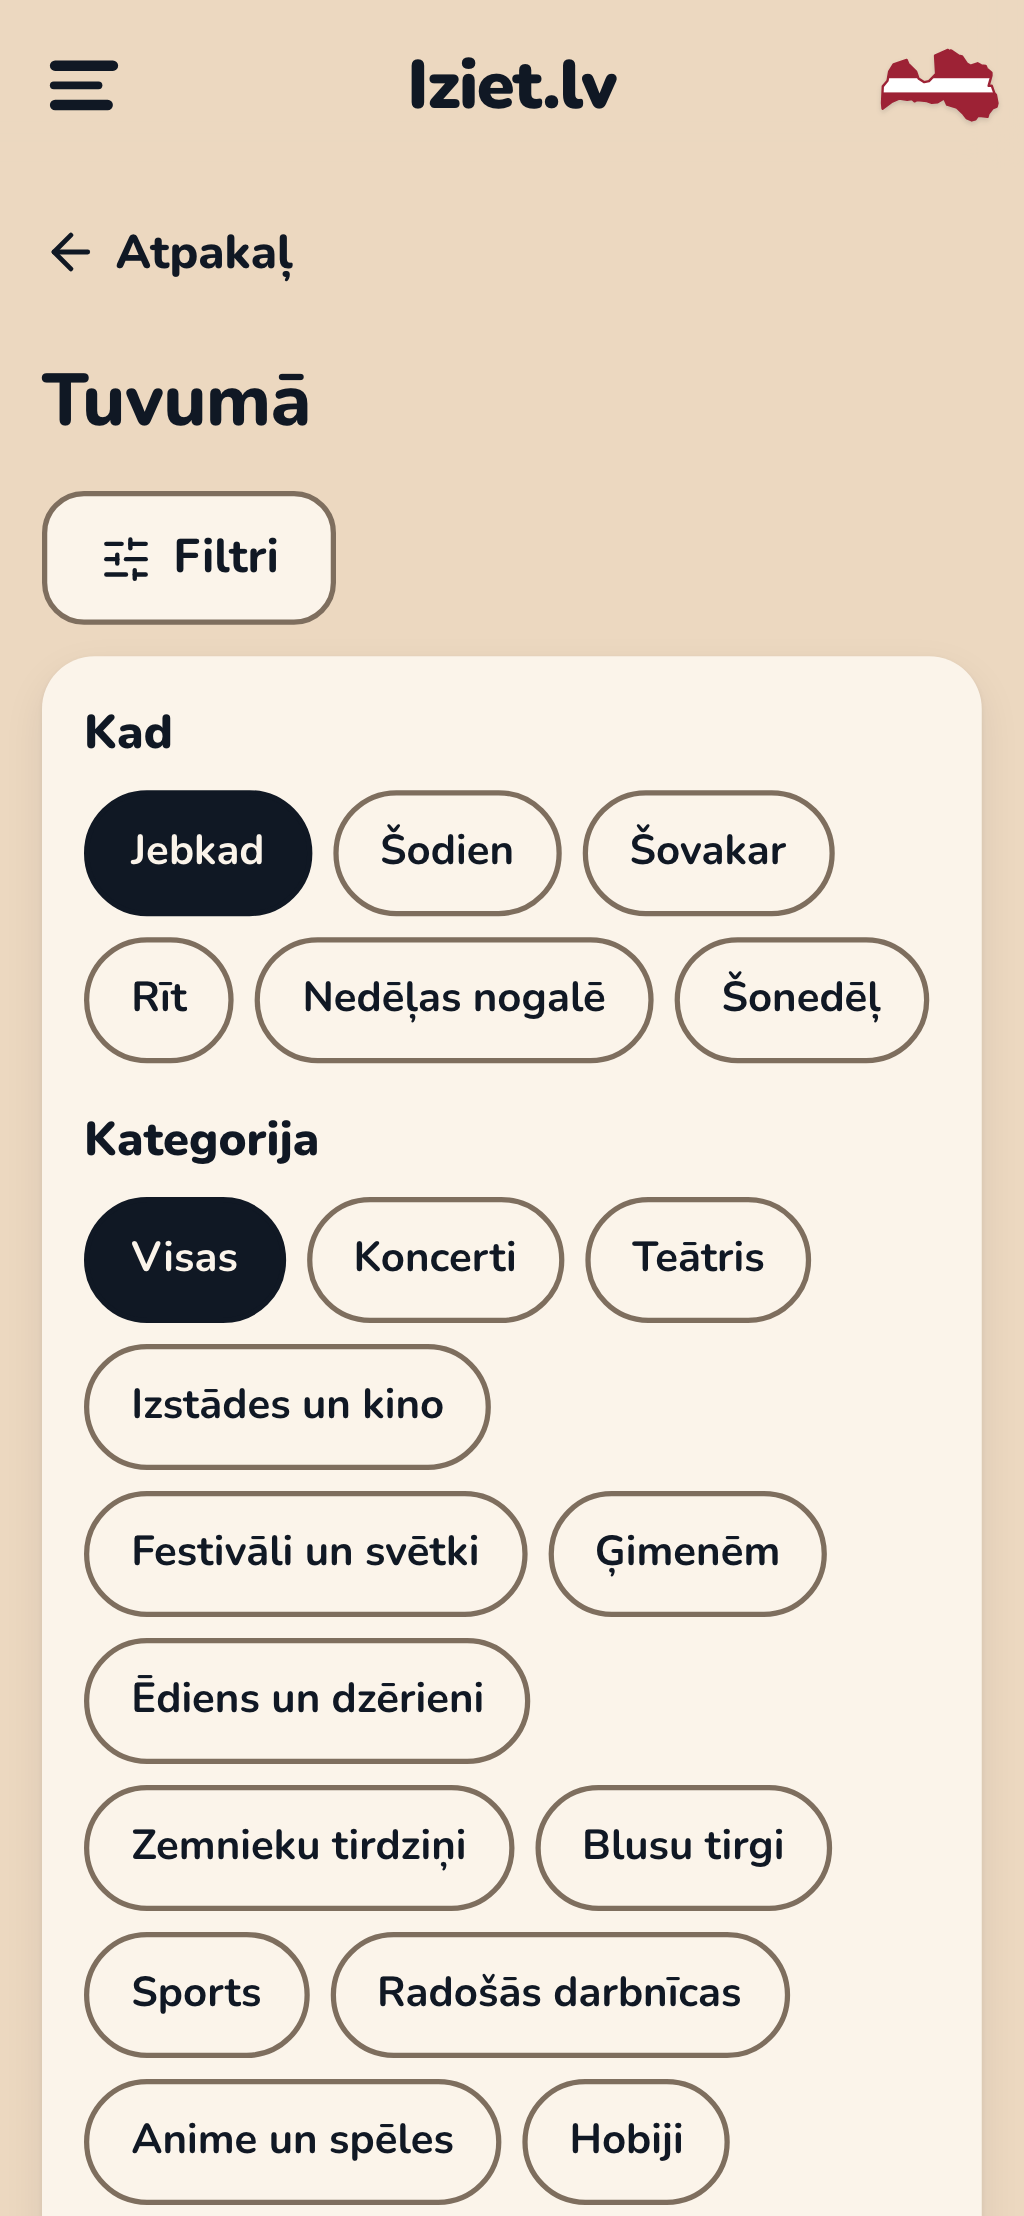 Iziet.lv
Atpakaļ
Tuvumā
Filtri
Kad
Jebkad Šodien Šovakar
Rīt Nedēļas nogalē Šonedēļ
Kategorija
Visas Koncerti Teātris
Izstādes un kino
Festivāli un svētki Ģimenēm
Ēdiens un dzērieni
Zemnieku tirdziņi Blusu tirgi
Sports Radošās darbnīcas
Anime un spēles Hobiji